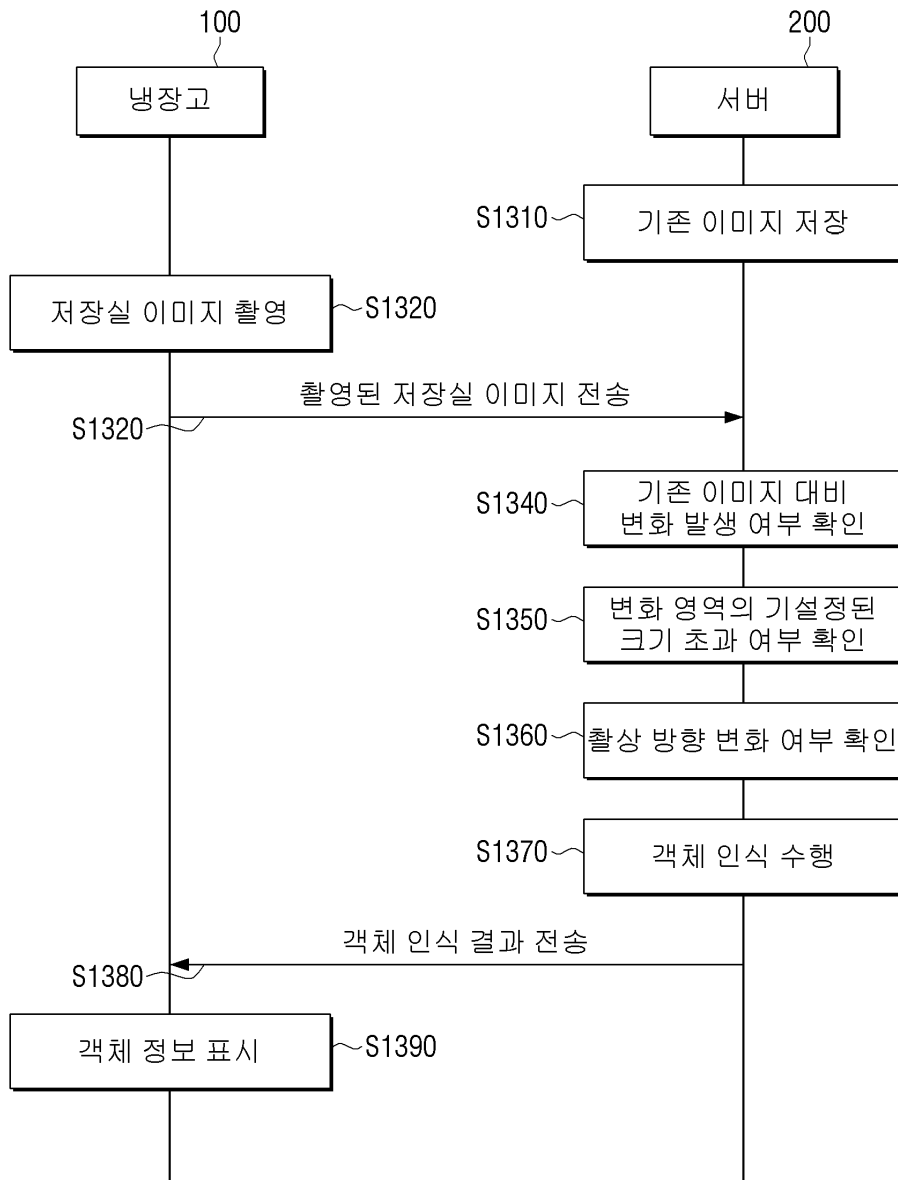 100
200
냉장고
서버
S1310
기존 이미지 저장
저장실 이미지 촬영
S1320
촬영된 저장실 이미지 전송
S1320
S1340
기존 이미지 대비
변화 발생 여부 확인
S1350
변화 영역의 기설정된
크기 초과 여부 확인
S1360
촬상 방향 변화 여부 확인
S1370
객체 인식 수행
객체 인식 결과 전송
S1380
객체 정보 표시
S1390